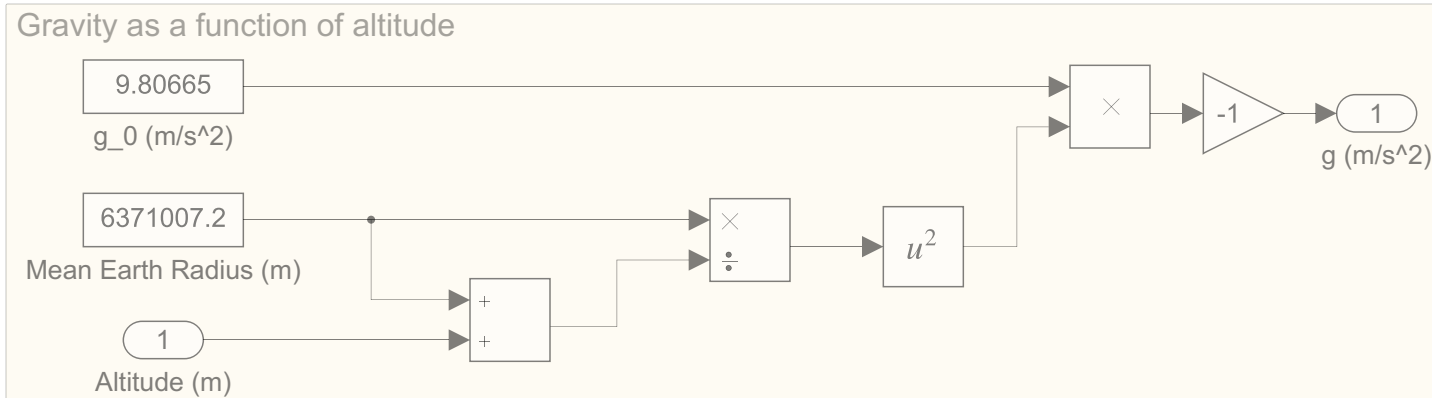 Gravity as a function of altitude
9.80665
g_0 (m/s^2)
×
-1
1
g (m/s^2)
6371007.2
Mean Earth Radius (m)
×
÷
u²
+
+
1
Altitude (m)